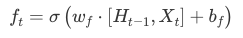 f_t = σ (w_f · [H_{t−1}, X_t] + b_f)